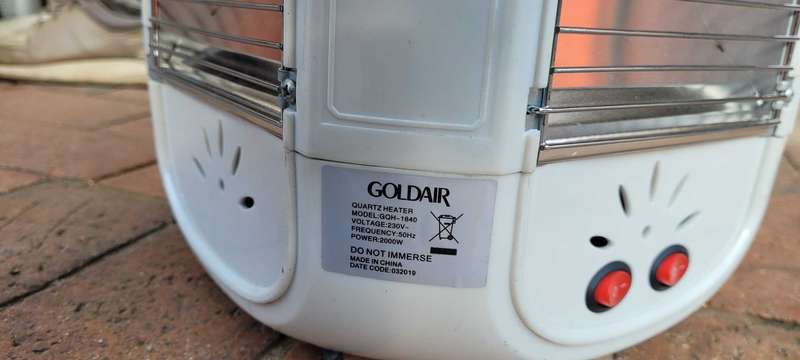 GOLDAIR
QUARTZ HEATER
MODEL:GQH-1840
VOLTAGE:230V~
FREQUENCY:50Hz
POWER:2000W
DO NOT IMMERSE
MADE IN CHINA
DATE CODE:032019